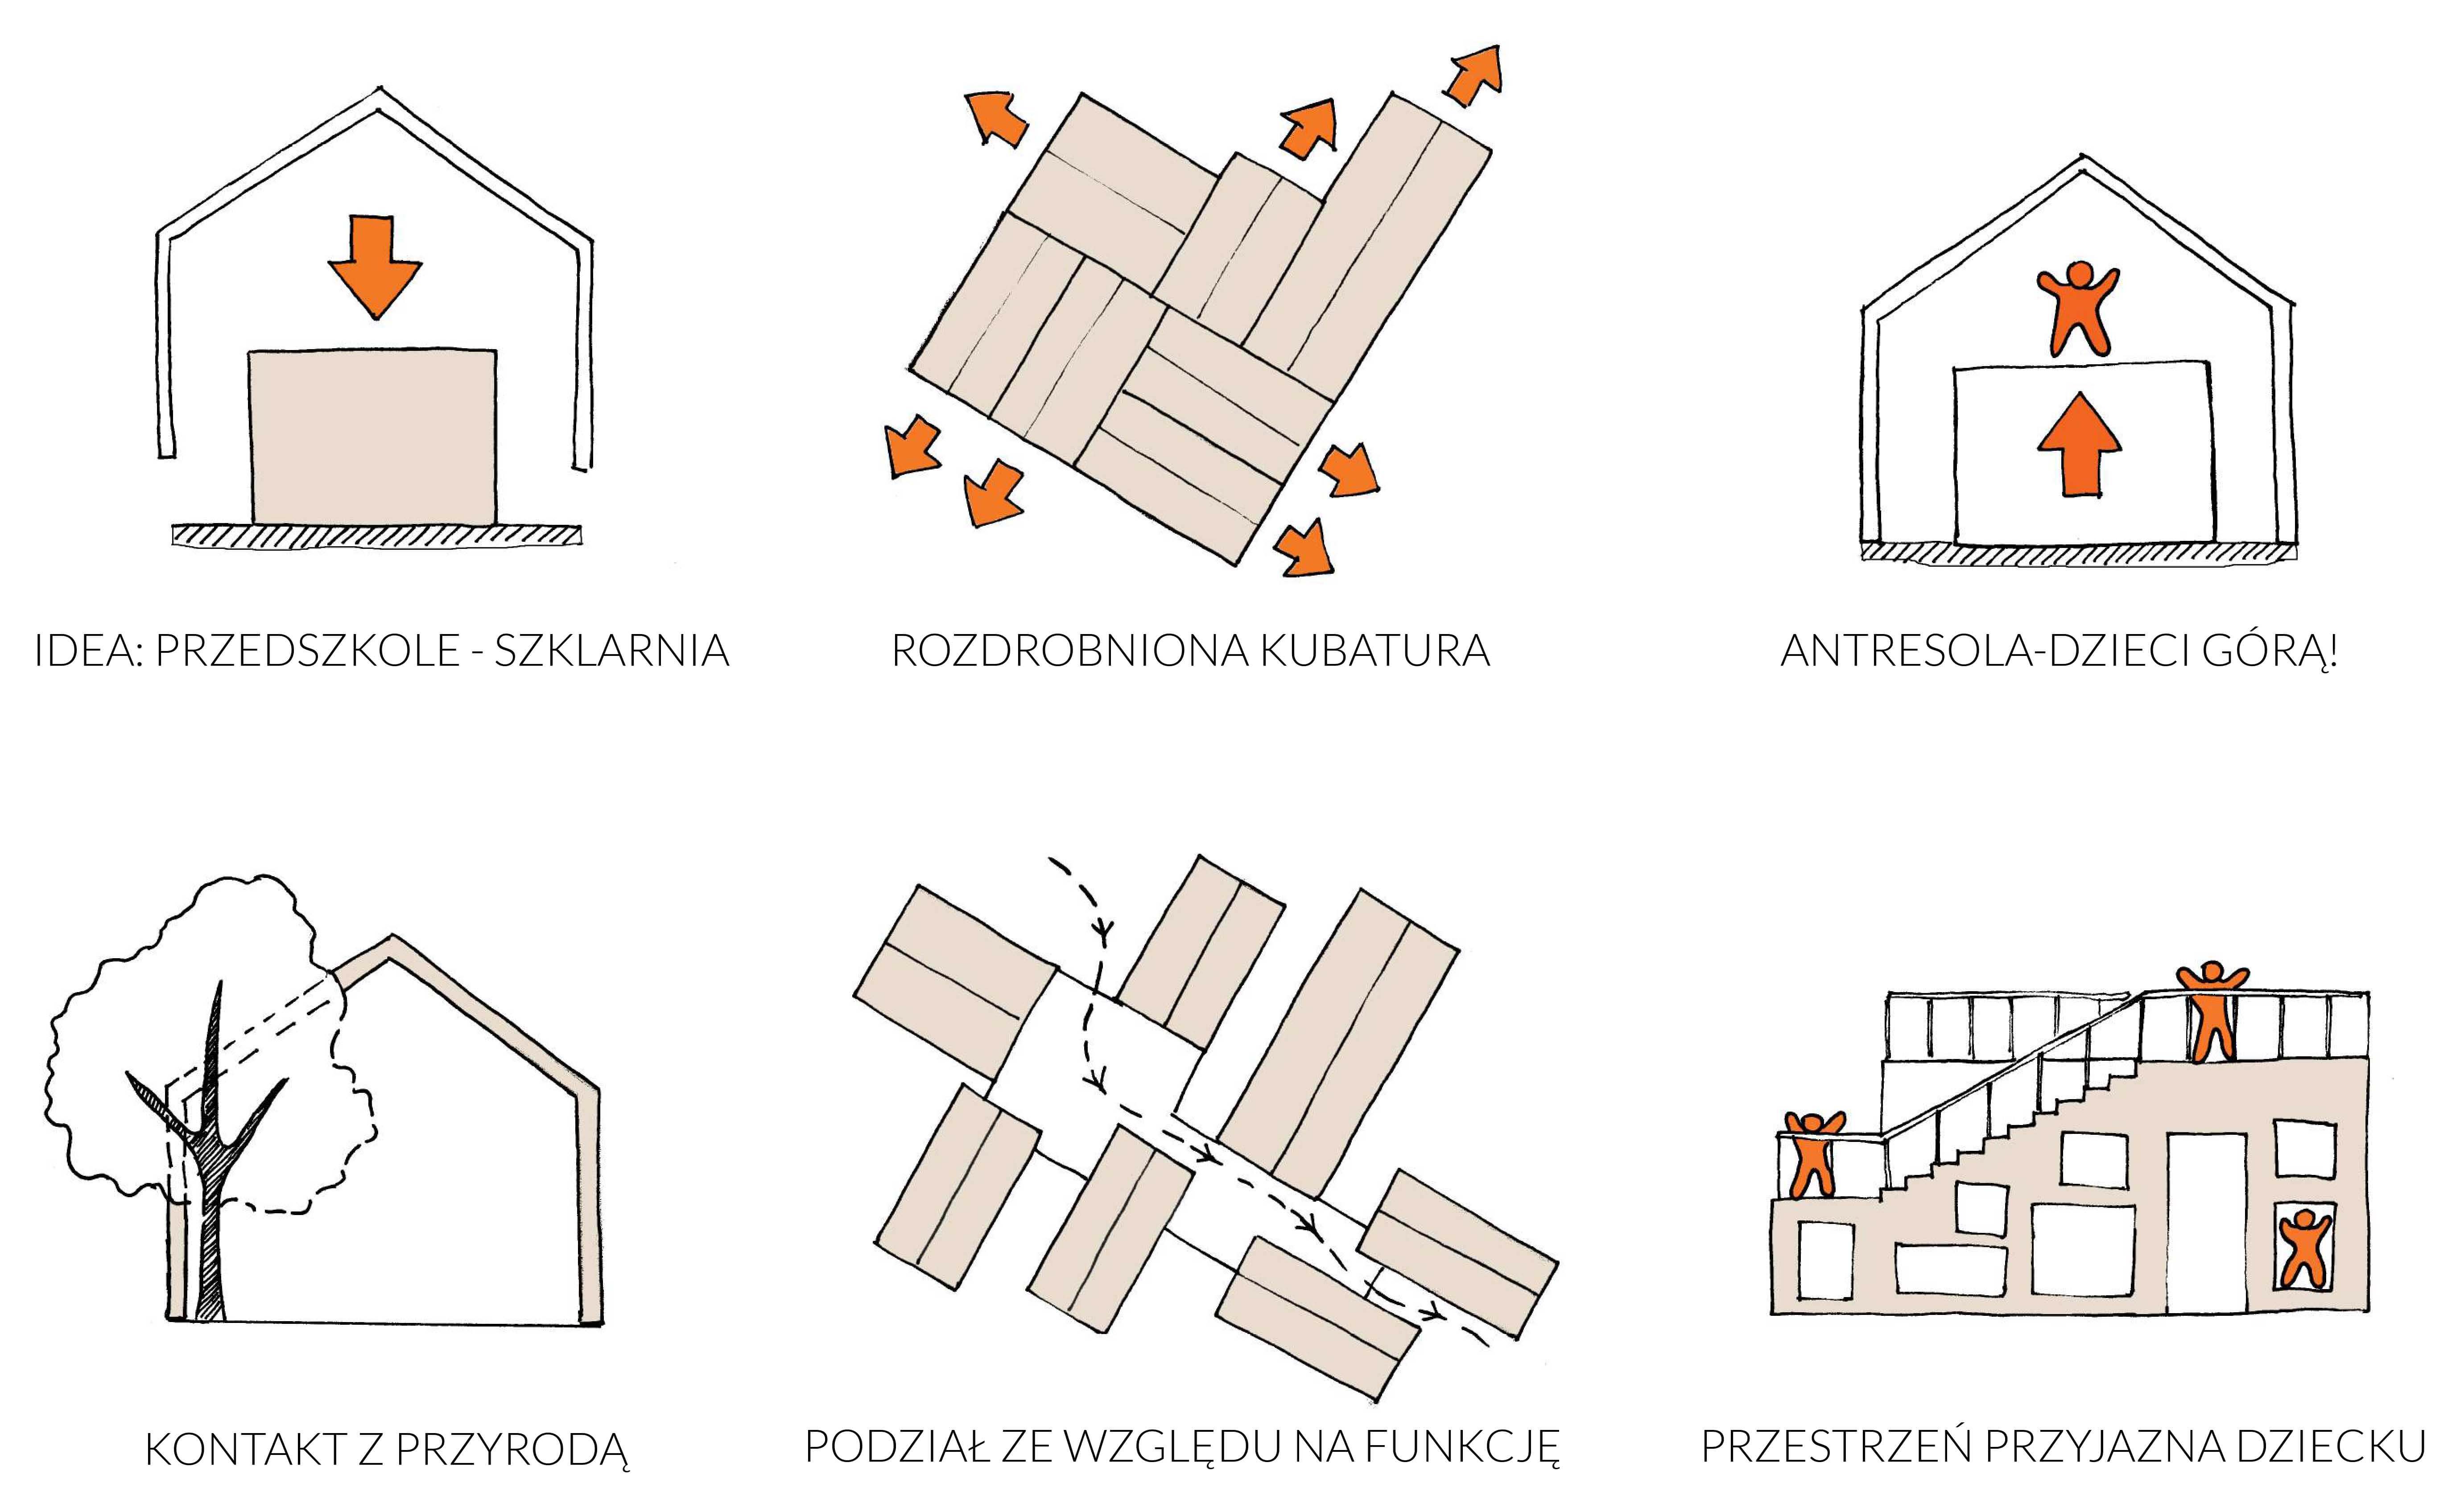 IDEA: PRZEDSZKOLE - SZKLARNIA
ROZDROBNIONA KUBATURA
ANTRESOLA-DZIECI GÓRĄ!
KONTAKT Z PRZYRODĄ
PODZIAŁ ZE WZGLĘDU NA FUNKCJĘ
PRZESTRZEŃ PRZYJAZNA DZIECKU